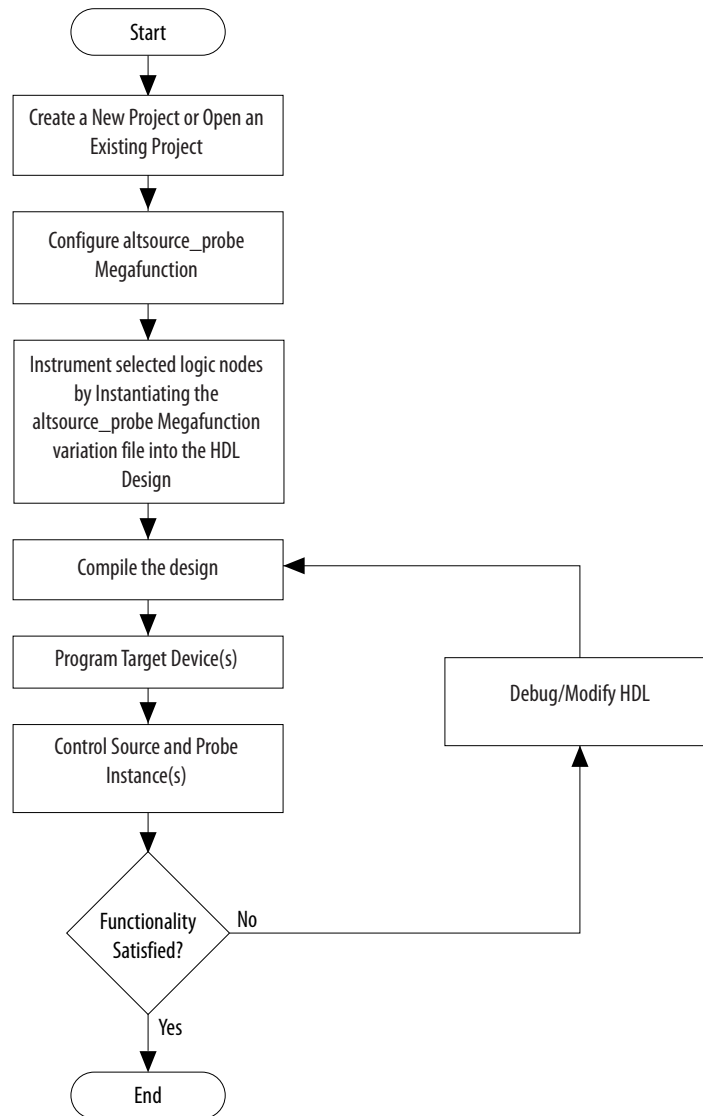 Start
Create a New Project or Open an
Existing Project
Configure altsource_probe
Megafunction
Instrument selected logic nodes
by Instantiating the
altsource_probe Megafunction
variation file into the HDL
Design
Compile the design
Program Target Device(s)
Debug/Modify HDL
Control Source and Probe
Instance(s)
Functionality
Satisfied?
No
Yes
End